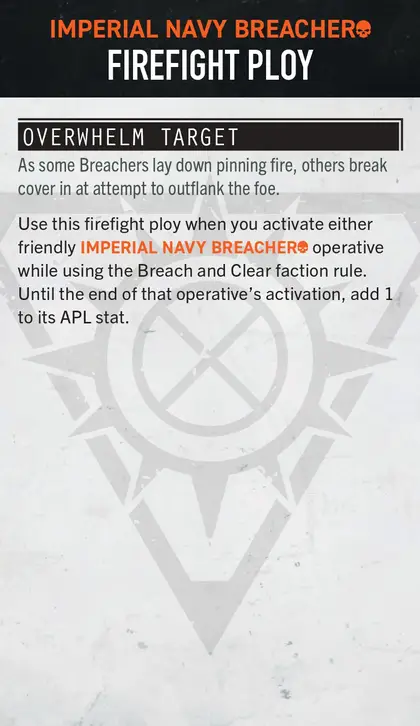 IMPERIAL NAVY BREACHER
FIREFIGHT PLOY
OVERWHELM TARGET
As some Breachers lay down pinning fire, others break
cover in at attempt to outflank the foe.
Use this firefight ploy when you activate either
friendly IMPERIAL NAVY BREACHER operative
while using the Breach and Clear faction rule.
Until the end of that operative’s activation, add 1
to its APL stat.